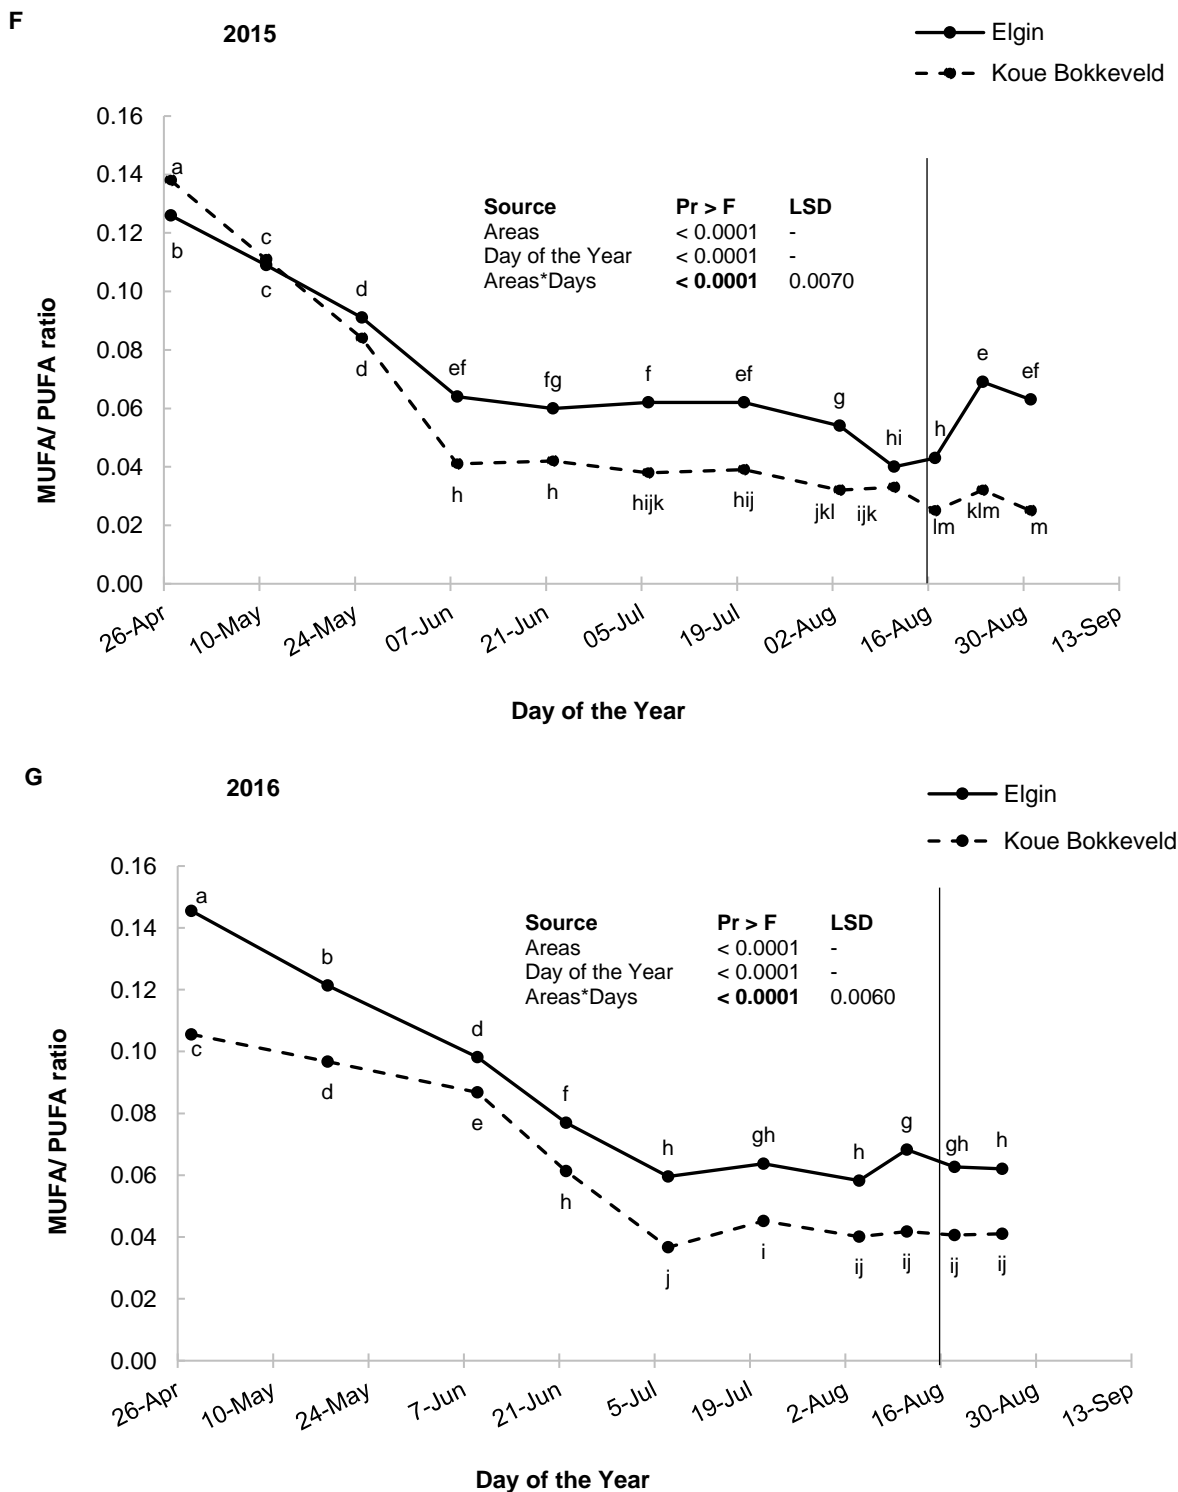 F
2015
Elgin
Koue Bokkeveld
0.16
0.14
0.12
0.10
0.08
0.06
0.04
0.02
0.00
MUFA/ PUFA ratio
a
b
c
c
d
d
ef
fg
f
ef
g
hi
h
e
ef
h
h
hijk
hij
jkl
ijk
lm
klm
m
Source Pr > F LSD
Areas < 0.0001 -
Day of the Year < 0.0001 -
Areas*Days < 0.0001 0.0070
26-Apr 10-May 24-May 07-Jun 21-Jun 05-Jul 19-Jul 02-Aug 16-Aug 30-Aug 13-Sep
Day of the Year
G
2016
Elgin
Koue Bokkeveld
0.16
0.14
0.12
0.10
0.08
0.06
0.04
0.02
0.00
MUFA/ PUFA ratio
a
b
d
f
h
gh
h
g
gh
h
c
d
e
h
j
i
ij
ij
ij
ij
Source Pr > F LSD
Areas < 0.0001 -
Day of the Year < 0.0001 -
Areas*Days < 0.0001 0.0060
26-Apr 10-May 24-May 7-Jun 21-Jun 5-Jul 19-Jul 2-Aug 16-Aug 30-Aug 13-Sep
Day of the Year